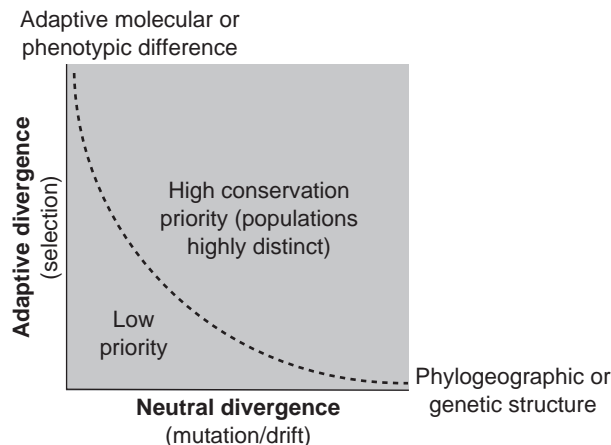 Adaptive molecular or
phenotypic difference
Adaptive divergence
(selection)
High conservation
priority (populations
highly distinct)
Low
priority
Phylogeographic or
genetic structure
Neutral divergence
(mutation/drift)